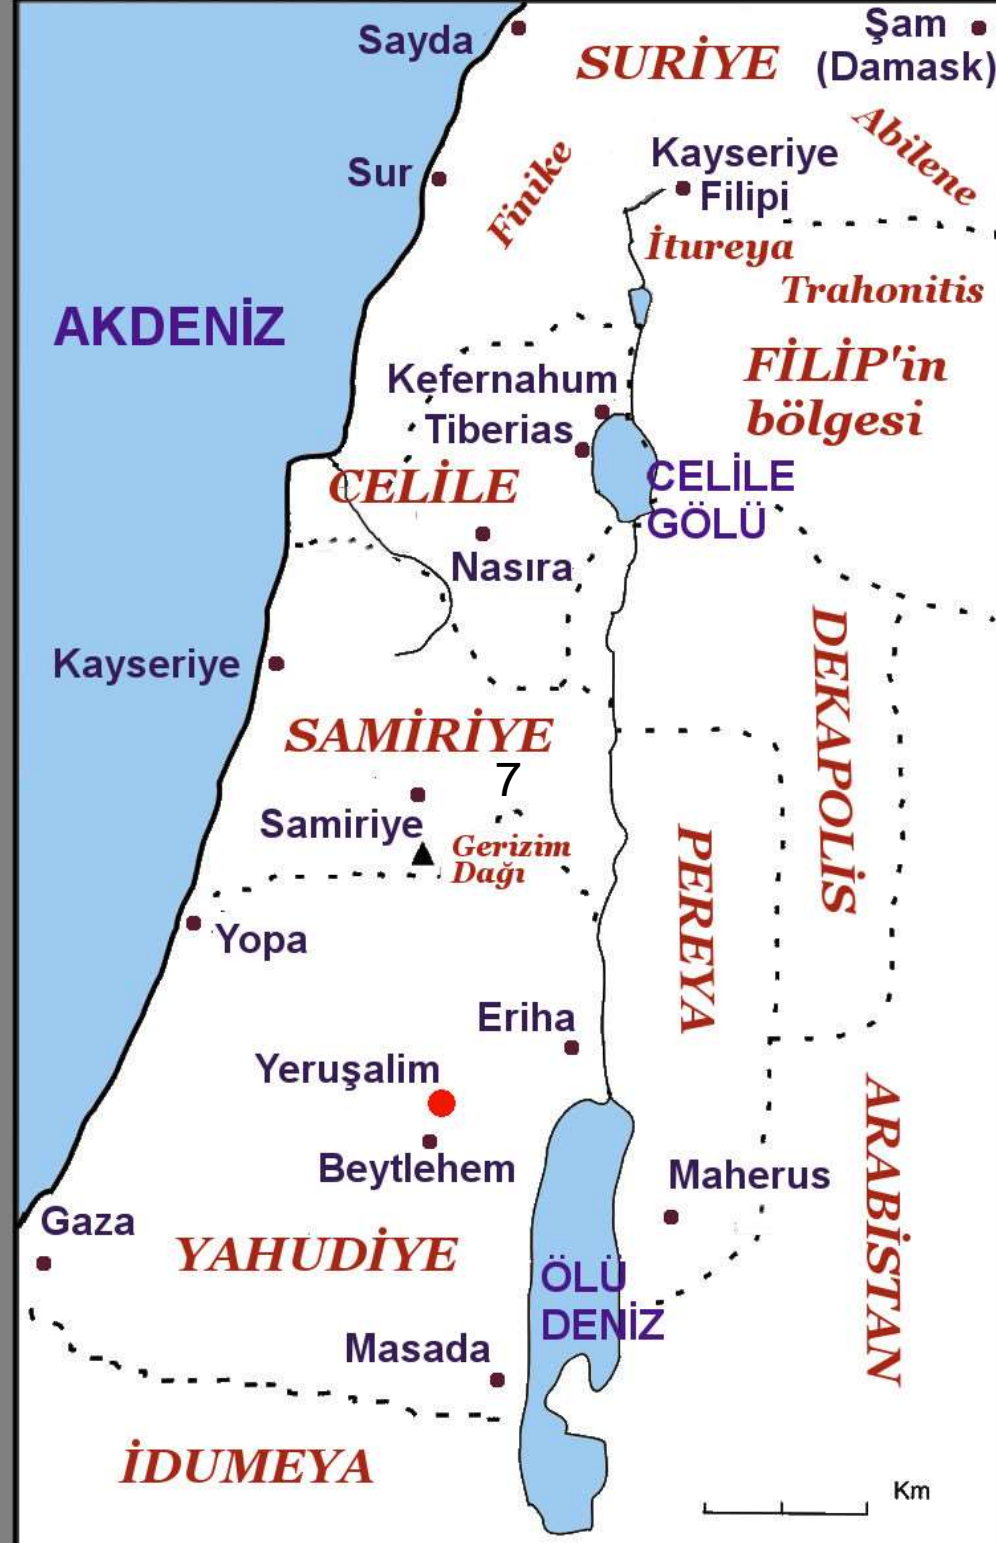 Sayda
SURİYE
Şam
(Damask)
Abilene
Sur
Finike
Kayseriye
Filipi
İtureya
Trahonitis
AKDENİZ
FİLİP'in
bölgesi
Kefernahum
Tiberias
CELİLE
CELİLE
GÖLÜ
Nasıra
Kayseriye
DEKAPOLİS
SAMİRİYE
7
Samiriye
Gerizim
Dağı
PEREYA
Yopa
Eriha
Yeruşalim
Beytlehem
Maherus
ARABİSTAN
Gaza
YAHUDİYE
ÖLÜ
DENİZ
Masada
İDUMEYA
Km